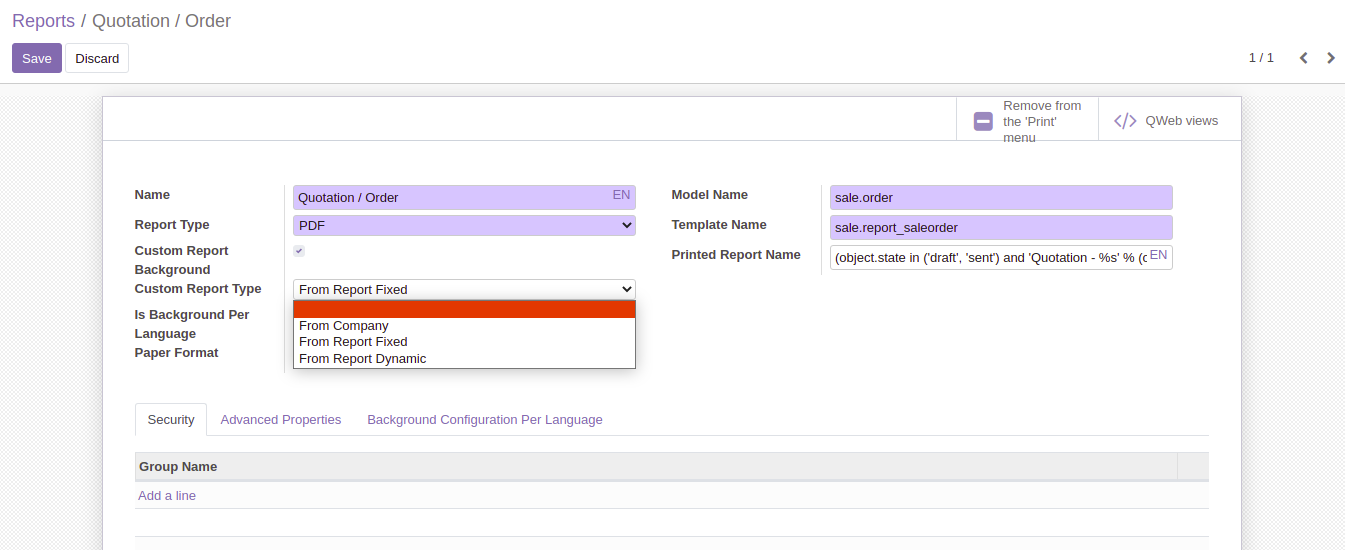 Reports / Quotation / Order
Save
Discard
1 / 1
Remove from
the 'Print'
menu
QWeb views
Name
Quotation / Order
EN
Report Type
PDF
Custom Report
Background
Custom Report Type
From Report Fixed
From Company
From Report Fixed
From Report Dynamic
Is Background Per
Language
Paper Format
Model Name
sale.order
Template Name
sale.report_saleorder
Printed Report Name
(object.state in ('draft', 'sent') and 'Quotation - %s' % (c
EN
Security
Advanced Properties
Background Configuration Per Language
Group Name
Add a line